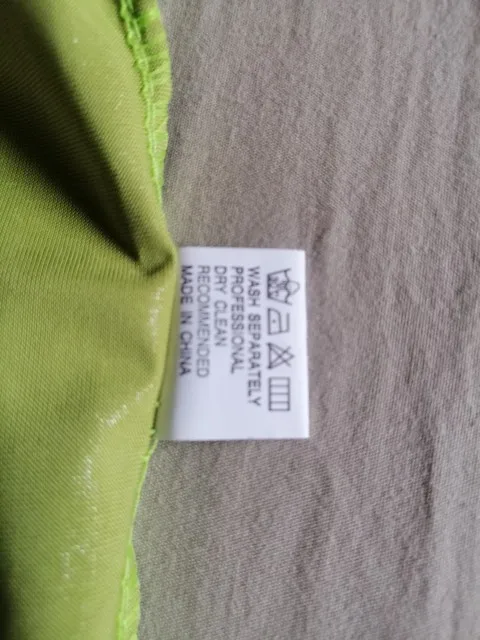 WASH SEPARATELY
PROFESSIONAL
DRY CLEAN
RECOMMENDED
MADE IN CHINA